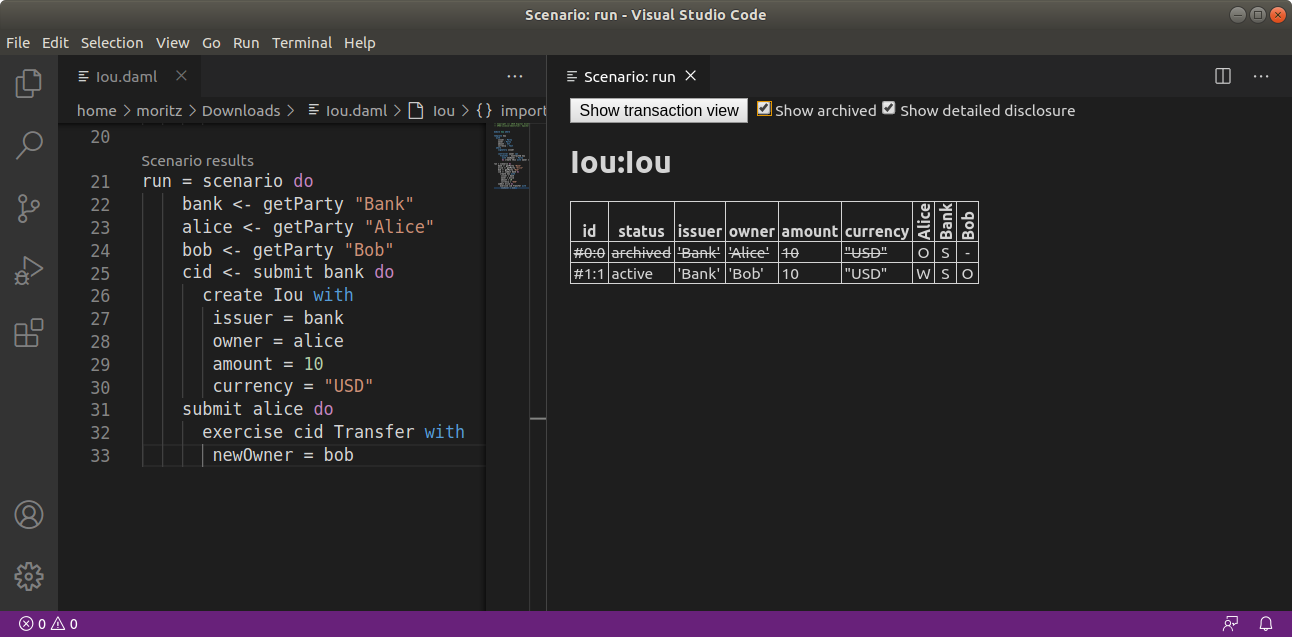 Scenario: run - Visual Studio Code
File Edit Selection View Go Run Terminal Help
Iou.daml
home > moritz > Downloads > Iou.daml > Iou > {} import
20
Scenario results
21 run = scenario do
22 bank <- getParty "Bank"
23 alice <- getParty "Alice"
24 bob <- getParty "Bob"
25 cid <- submit bank do
26 create Iou with
27 issuer = bank
28 owner = alice
29 amount = 10
30 currency = "USD"
31 submit alice do
32 exercise cid Transfer with
33 newOwner = bob
Scenario: run
Show transaction view Show archived Show detailed disclosure
Iou:Iou
id status issuer owner amount currency Alice Bank Bob
#0:0 archived 'Bank' 'Alice' 10 "USD" O S -
#1:1 active 'Bank' 'Bob' 10 "USD" W S O
0 0